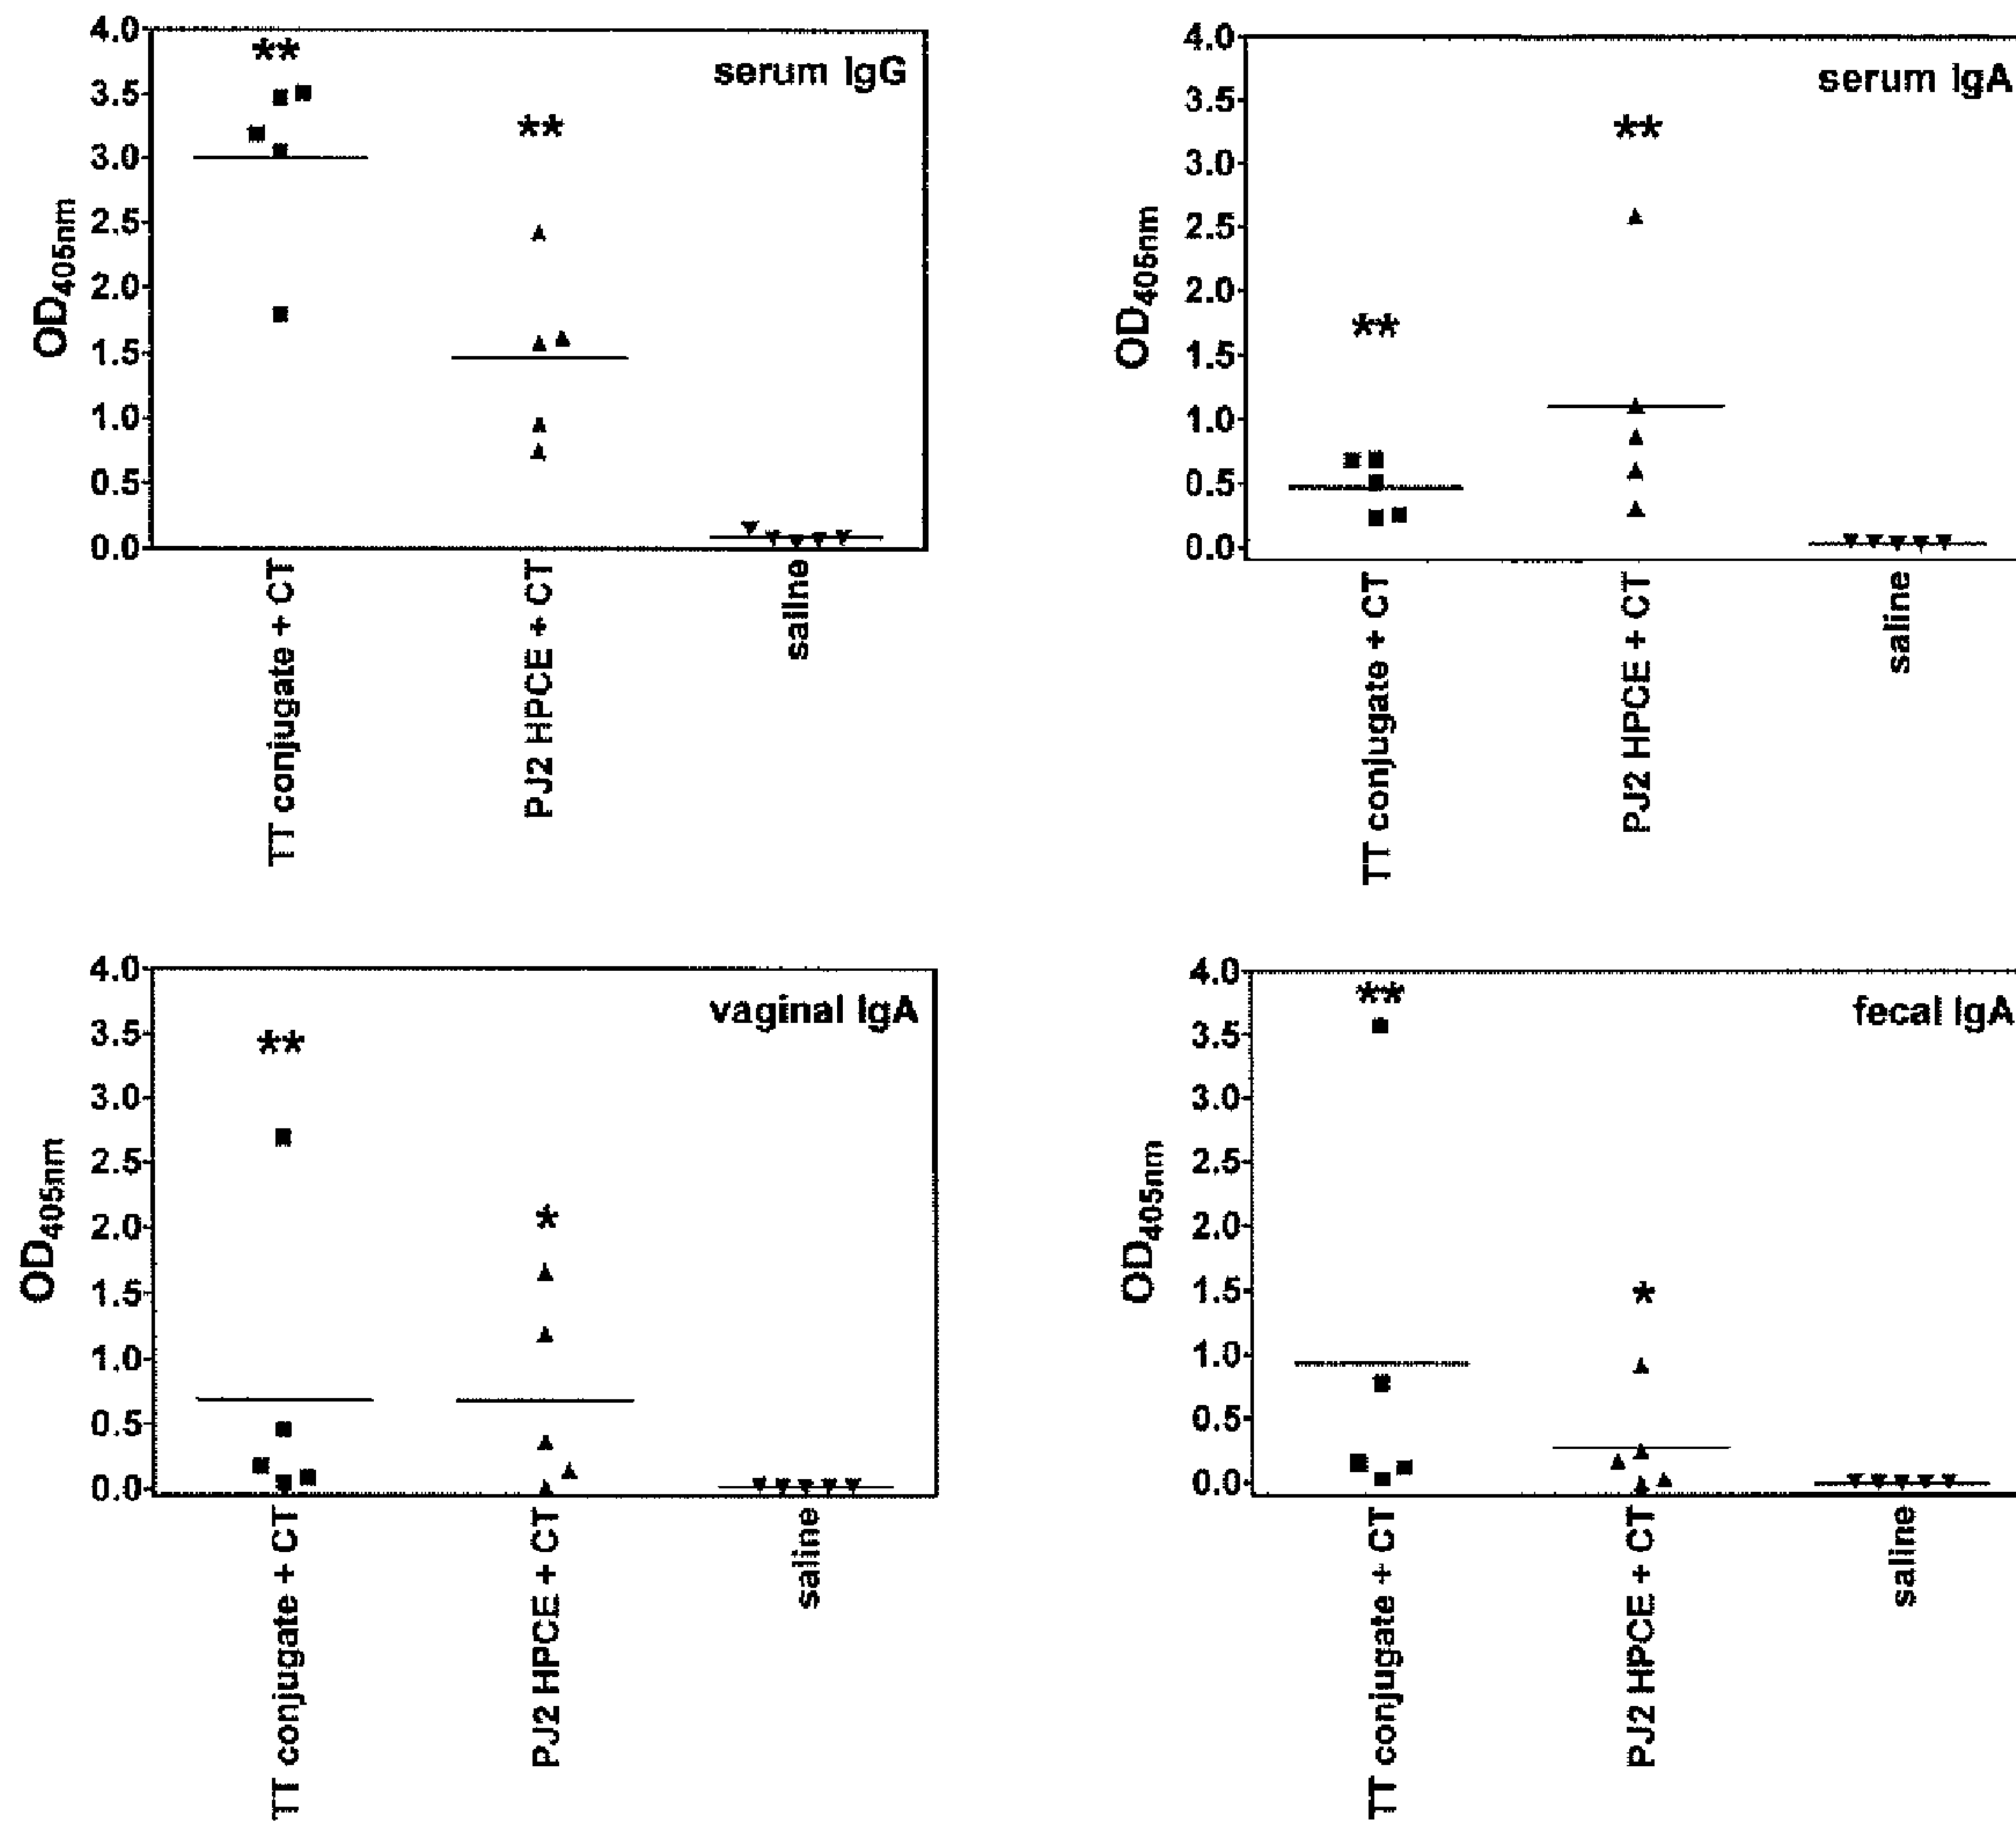 serum IgG
**
**
4.0
3.5
3.0
2.5
2.0
1.5
1.0
0.5
0.0
OD405nm
TT conjugate + CT
PJ2 HPCE + CT
saline
serum IgA
**
**
4.0
3.5
3.0
2.5
2.0
1.5
1.0
0.5
0.0
OD405nm
TT conjugate + CT
PJ2 HPCE + CT
saline
vaginal IgA
**
*
4.0
3.5
3.0
2.5
2.0
1.5
1.0
0.5
0.0
OD405nm
TT conjugate + CT
PJ2 HPCE + CT
saline
fecal IgA
**
*
4.0
3.5
3.0
2.5
2.0
1.5
1.0
0.5
0.0
OD405nm
TT conjugate + CT
PJ2 HPCE + CT
saline